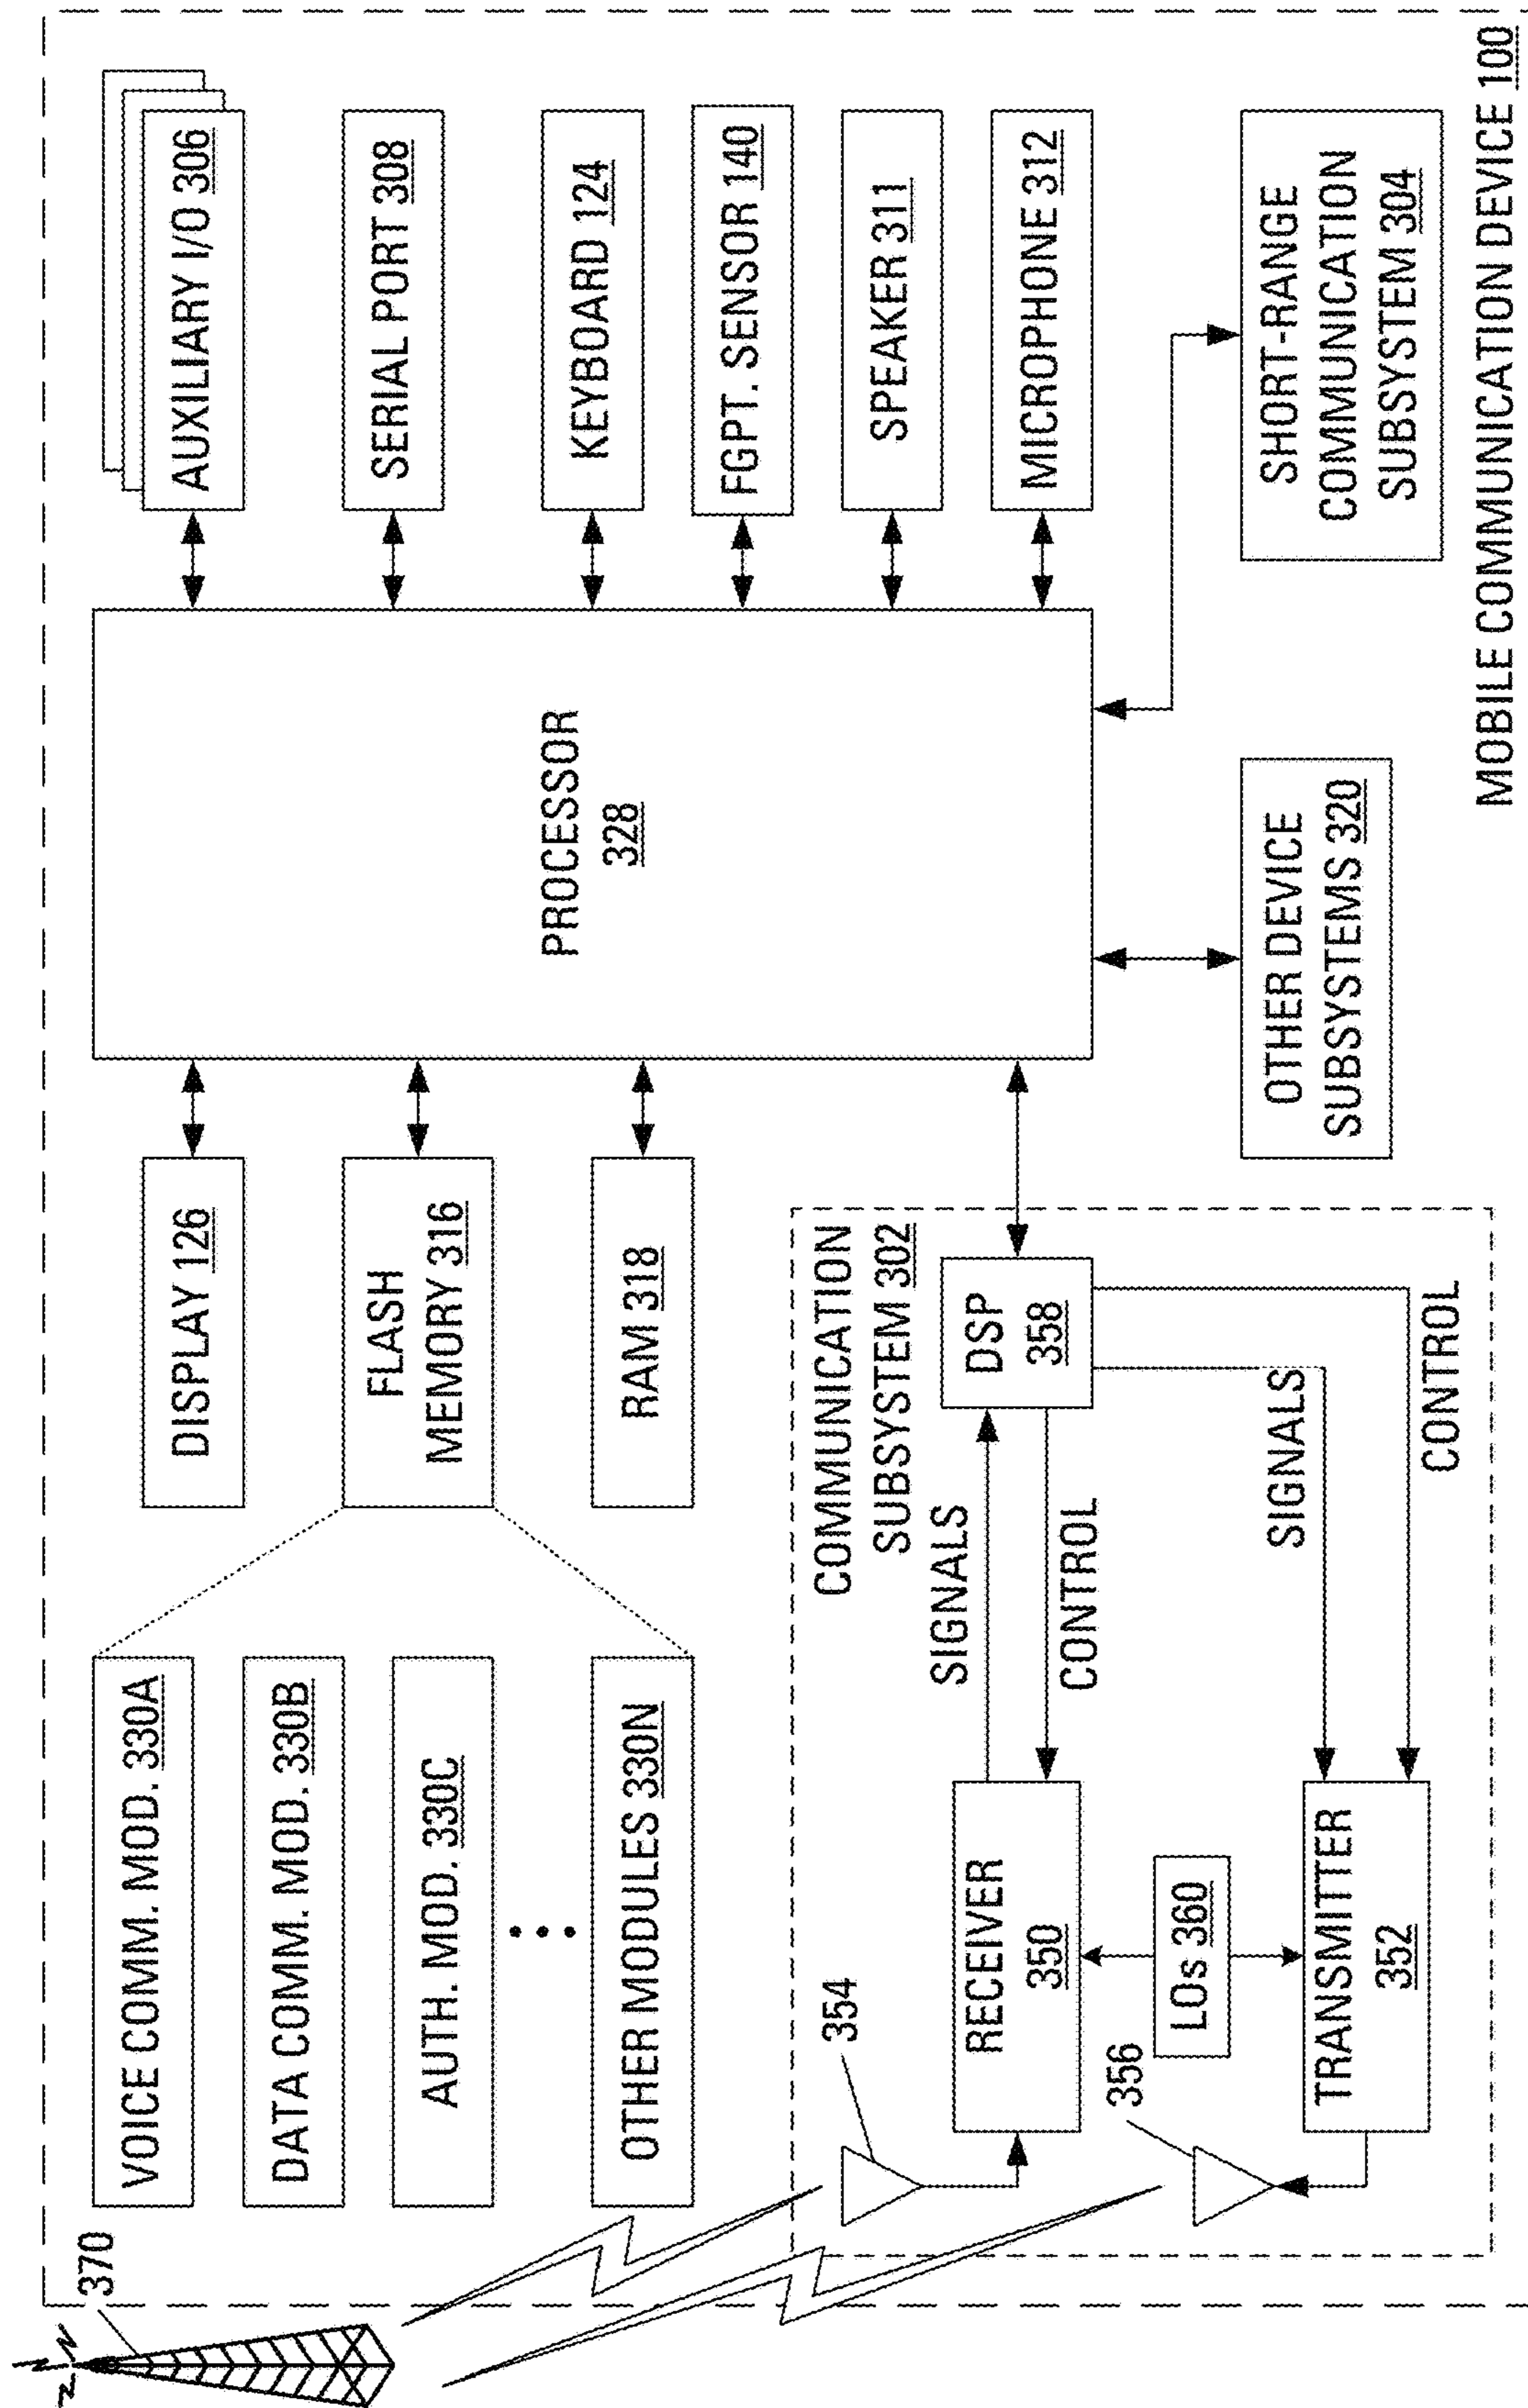 370
VOICE COMM. MOD. 330A
DATA COMM. MOD. 330B
AUTH. MOD. 330C
OTHER MODULES 330N
DISPLAY 126
FLASH
MEMORY 316
RAM 318
PROCESSOR
328
AUXILIARY I/O 306
SERIAL PORT 308
KEYBOARD 124
FGPT. SENSOR 140
SPEAKER 311
MICROPHONE 312
COMMUNICATION
SUBSYSTEM 302
354
RECEIVER
350
SIGNALS
CONTROL
DSP
358
LOs 360
356
TRANSMITTER
352
SIGNALS
CONTROL
OTHER DEVICE
SUBSYSTEMS 320
SHORT-RANGE
COMMUNICATION
SUBSYSTEM 304
MOBILE COMMUNICATION DEVICE 100